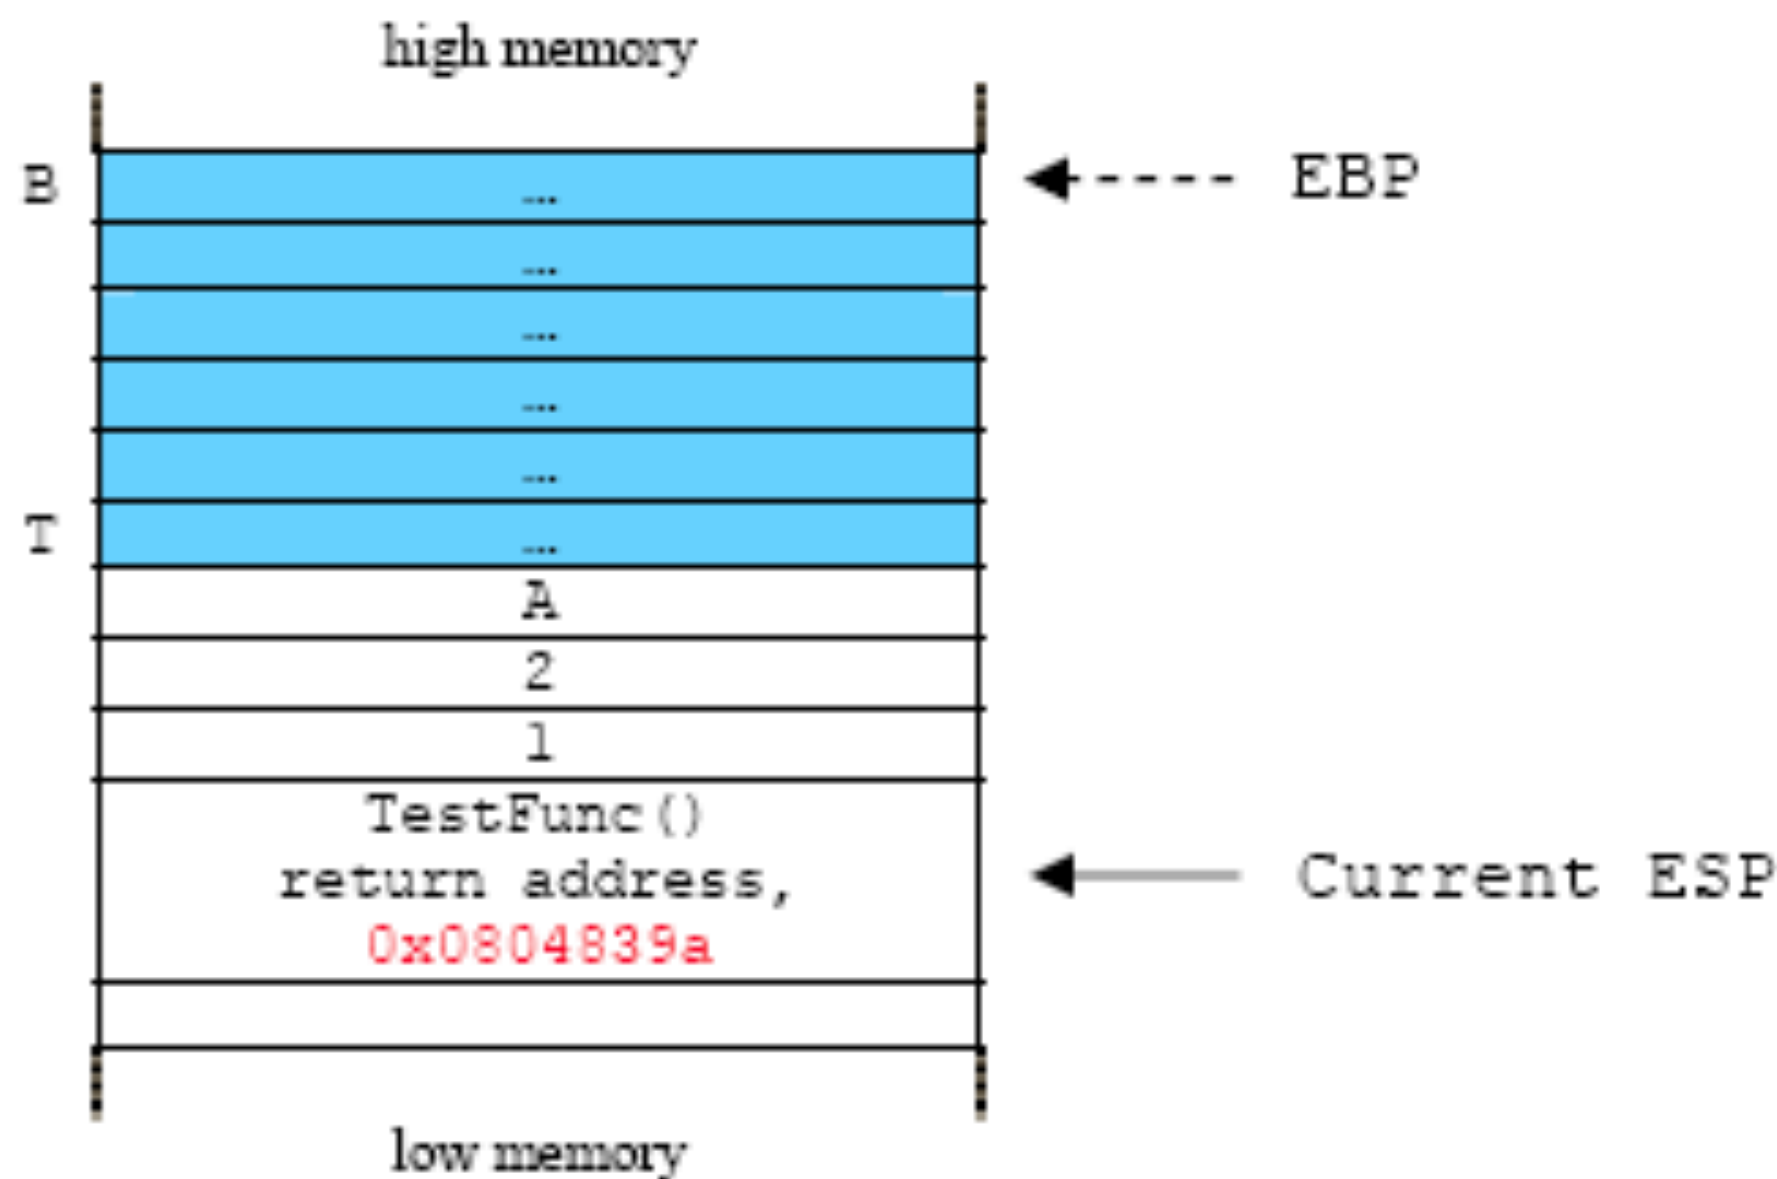 high memory
B
...
EBP
...
...
...
...
T
...
A
2
1
TestFunc()
return address,
0x0804839a
Current ESP
low memory